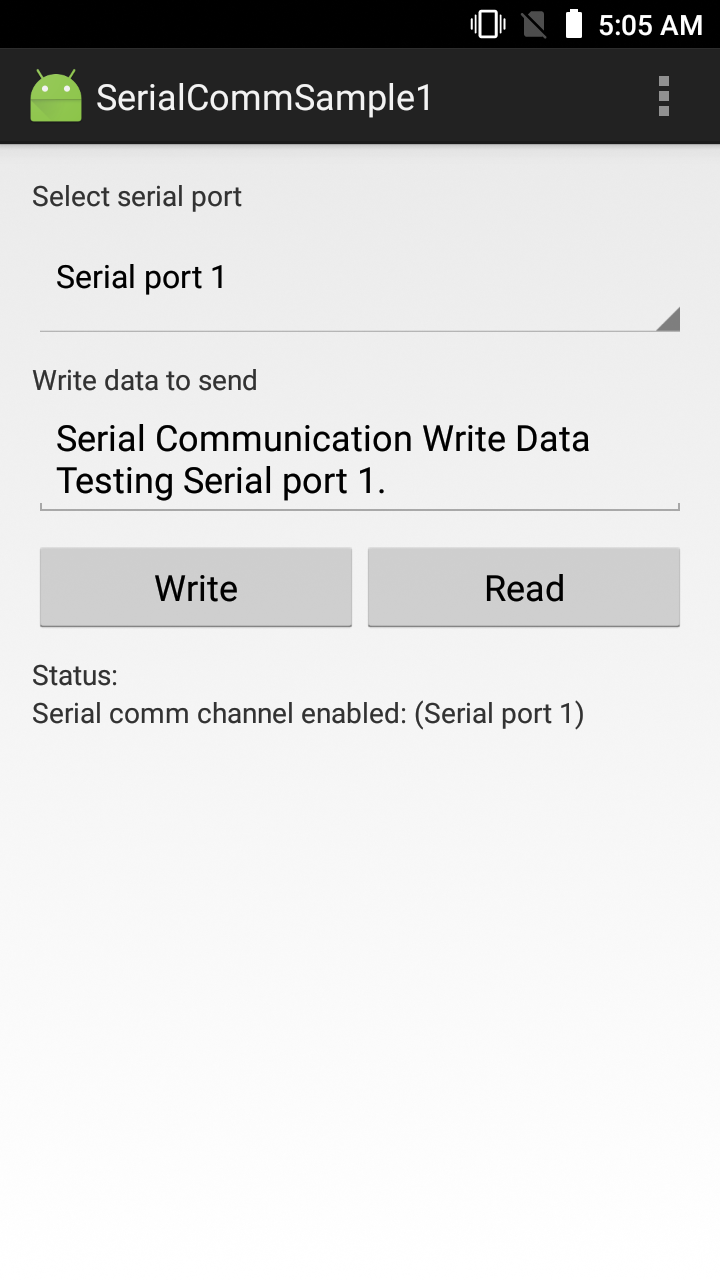 5:05 AM
SerialCommSample1
Select serial port
Serial port 1
Write data to send
Serial Communication Write Data
Testing Serial port 1.
Write
Read
Status:
Serial comm channel enabled: (Serial port 1)